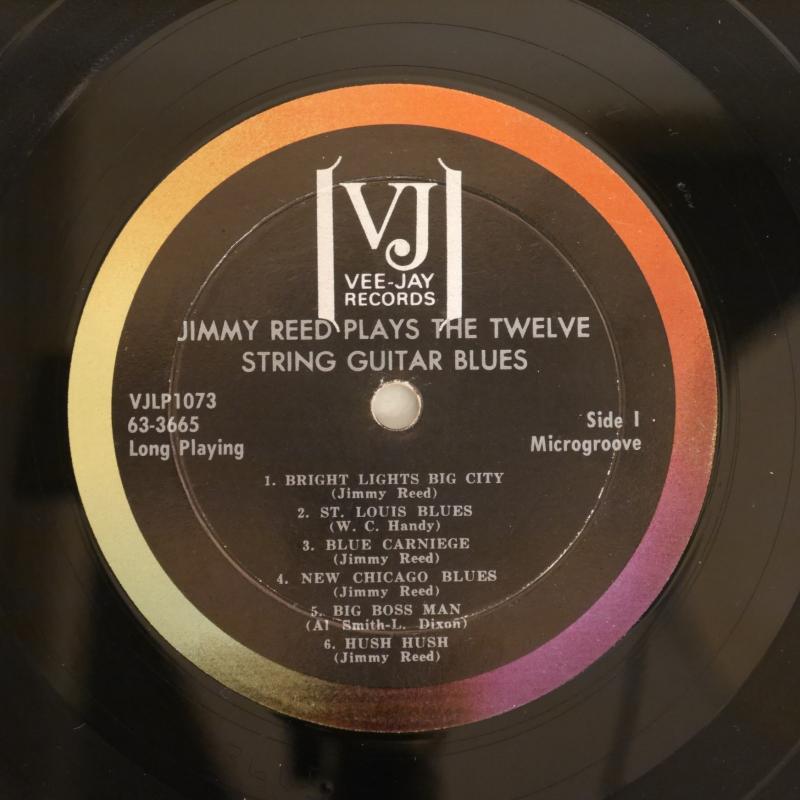 VJ
VEE-JAY
RECORDS
JIMMY REED PLAYS THE TWELVE
STRING GUITAR BLUES
VJLP1073
63-3665
Long Playing
Side I
Microgroove
1. BRIGHT LIGHTS BIG CITY
(Jimmy Reed)
2. ST. LOUIS BLUES
(W. C. Handy)
3. BLUE CARNIEGE
(Jimmy Reed)
4. NEW CHICAGO BLUES
(Jimmy Reed)
5. BIG BOSS MAN
(Al Smith-L. Dixon)
6. HUSH HUSH
(Jimmy Reed)